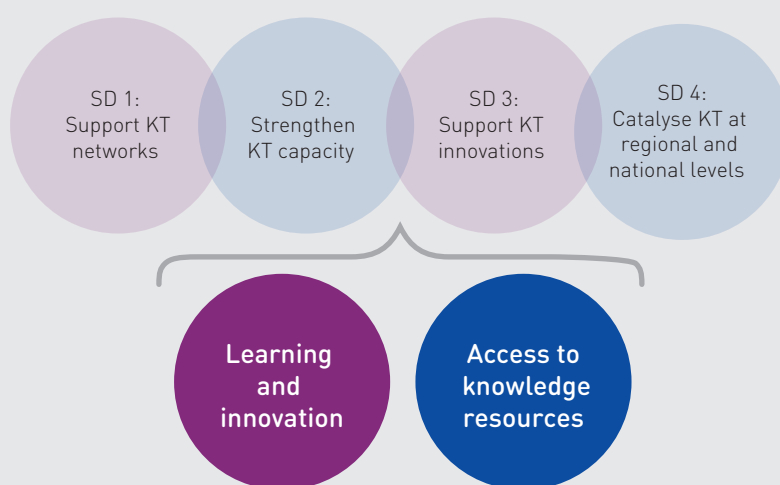 SD 1:
Support KT
networks
SD 2:
Strengthen
KT capacity
SD 3:
Support KT
innovations
SD 4:
Catalyse KT at
regional and
national levels
Learning
and
innovation
Access to
knowledge
resources